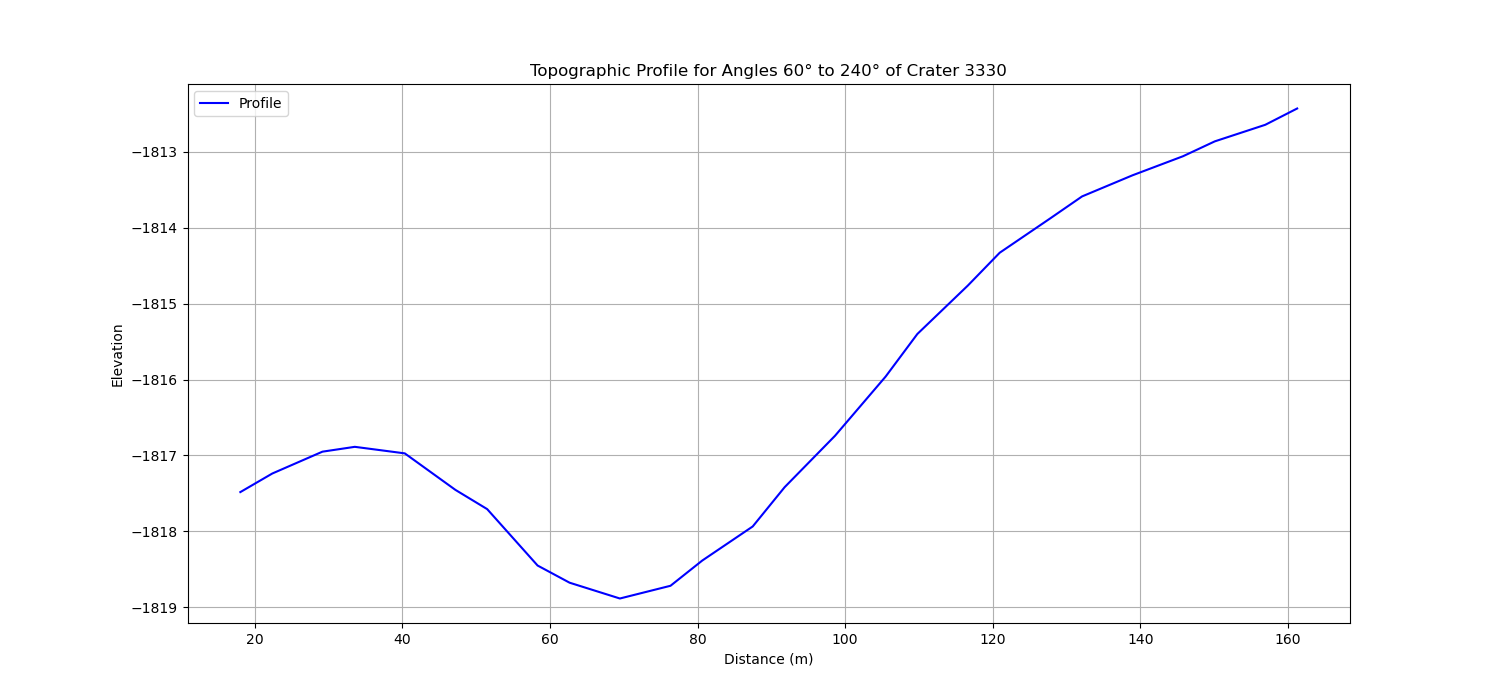 Topographic Profile for Angles 60° to 240° of Crater 3330
Profile
−1813
−1814
−1815
−1816
−1817
−1818
−1819
Elevation
20 40 60 80 100 120 140 160
Distance (m)